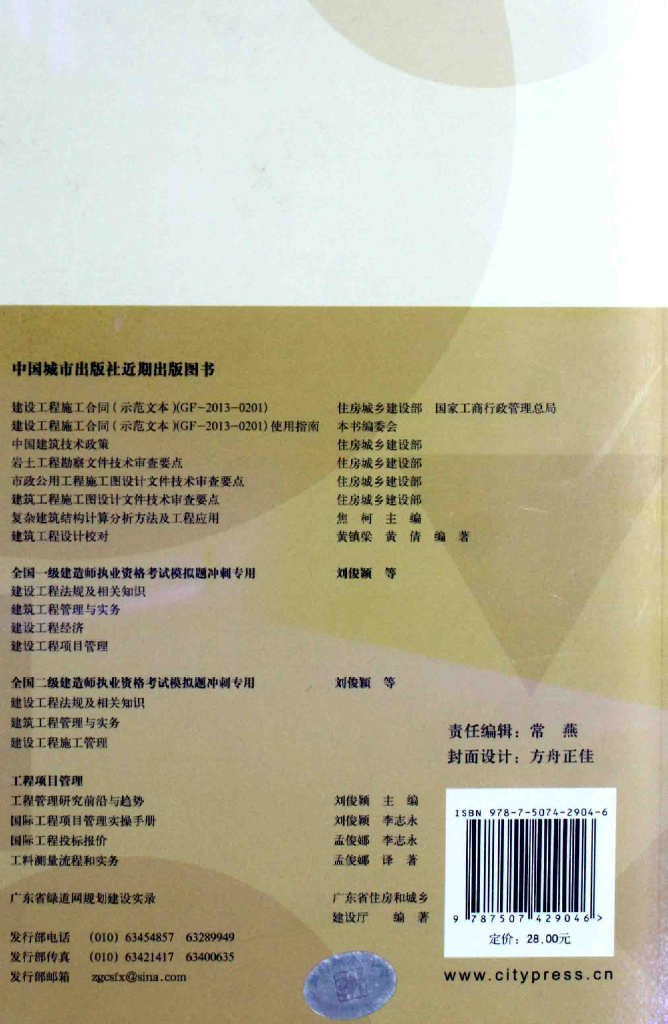 中国城市出版社近期出版图书
建设工程施工合同(示范文本)(GF-2013-0201) 住房城乡建设部 国家工商行政管理总局
建设工程施工合同(示范文本)(GF-2013-0201)使用指南 本书编委会
中国建筑技术政策 住房城乡建设部
岩土工程勘察文件技术审查要点 住房城乡建设部
市政公用工程施工图设计文件技术审查要点 住房城乡建设部
建筑工程施工图设计文件技术审查要点 住房城乡建设部
复杂建筑结构计算分析方法及工程应用 焦 柯 主 编
建筑工程设计校对 黄镇梁 黄 倩 编 著
全国一级建造师执业资格考试模拟题冲刺专用 刘俊颖 等
建设工程法规及相关知识
建筑工程管理与实务
建设工程经济
建设工程项目管理
全国二级建造师执业资格考试模拟题冲刺专用 刘俊颖 等
建设工程法规及相关知识
建筑工程管理与实务
建设工程施工管理
工程项目管理
工程管理研究前沿与趋势 刘俊颖 主 编
国际工程项目管理实操手册 刘俊颖 李志永
国际工程投标报价 孟俊娜 李志永
工料测量流程和实务 孟俊娜 译 著
广东省绿道网规划建设实录 广东省住房和城乡
建设厅 编 著
发行部电话 (010) 63454857 63289949
发行部传真 (010) 63421417 63400635
发行部邮箱 zgcsfx@sina.com
责任编辑：常 燕
封面设计：方舟正佳
ISBN 978-7-5074-2904-6
9 787507 429046 >
定价：28.00元
www.citypress.cn